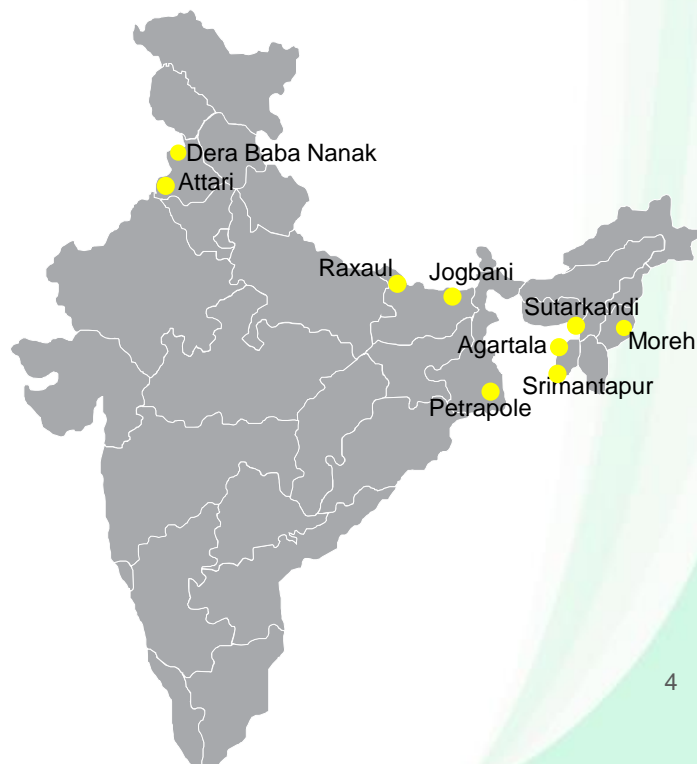 Dera Baba Nanak
Attari
Raxaul
Jogbani
Sutarkandi
Moreh
Agartala
Srimantapur
Petrapole
4